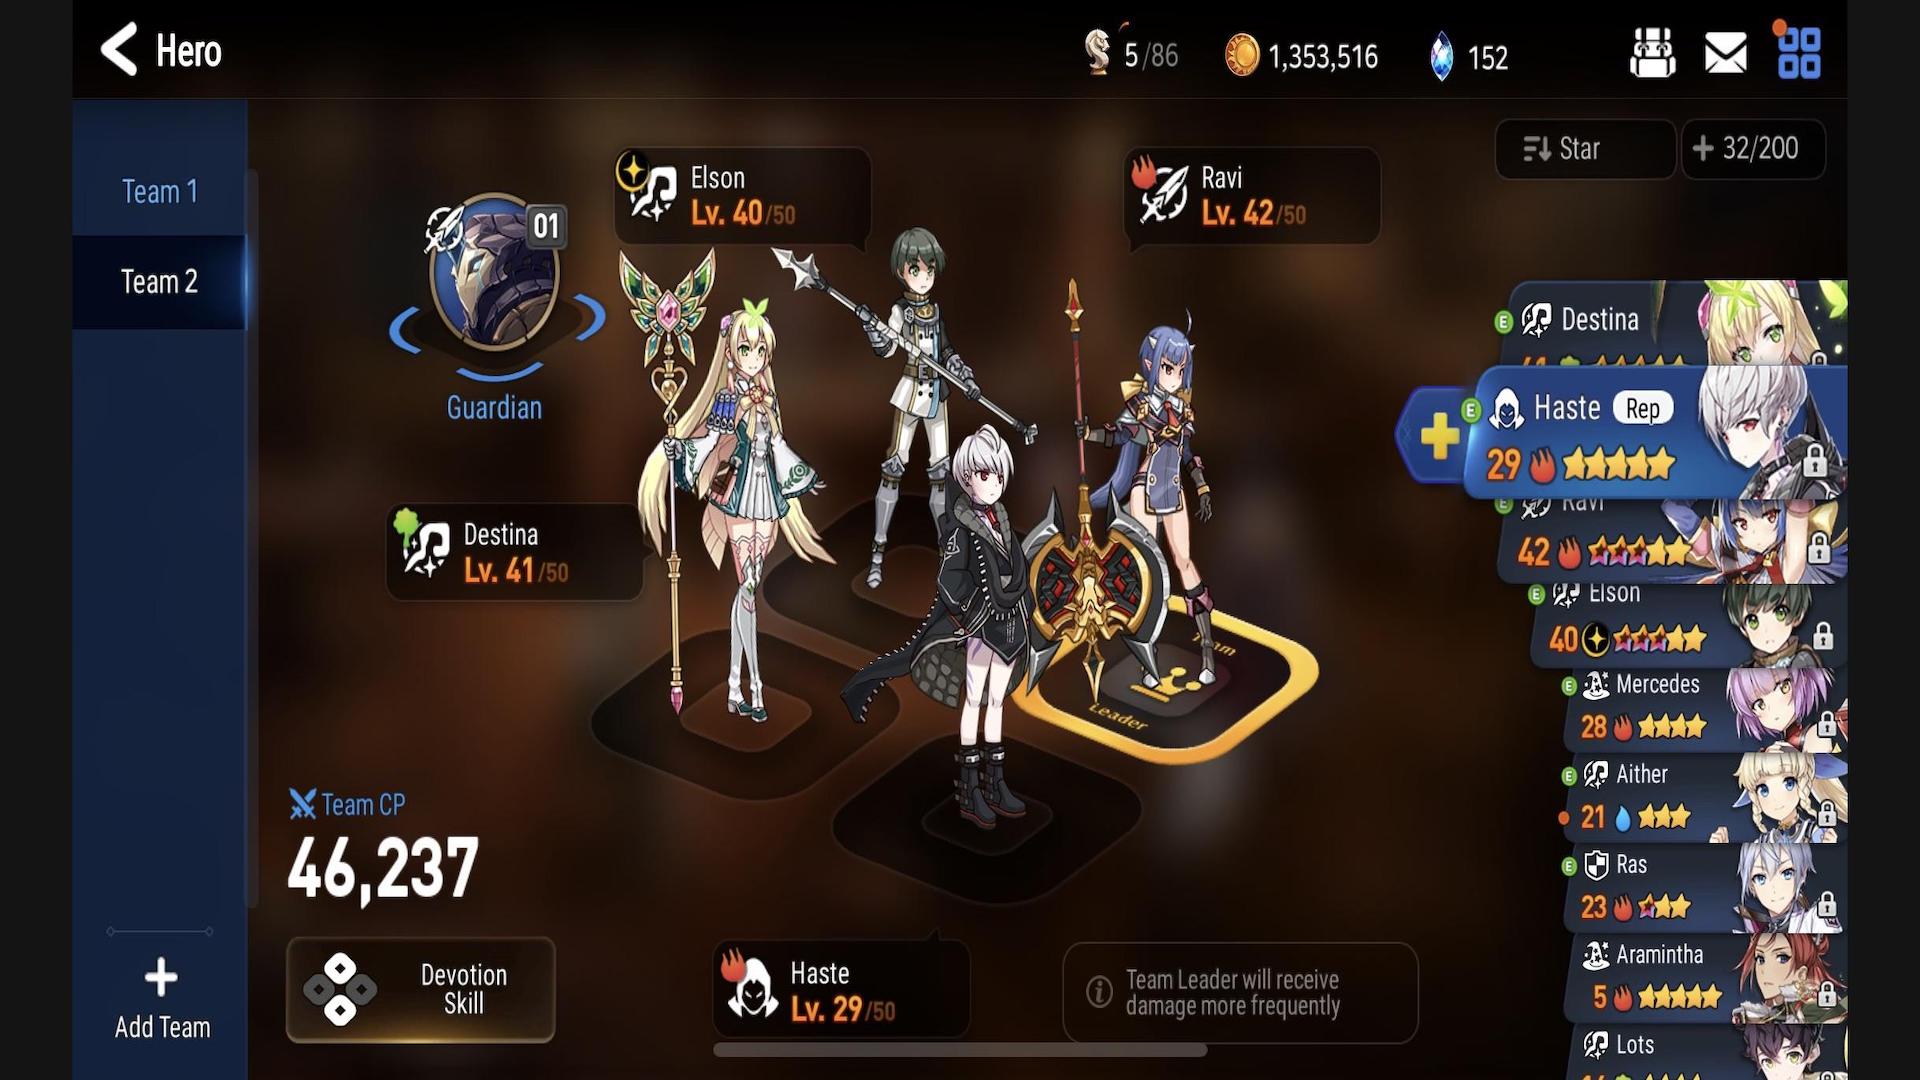 Hero
5/86
1,353,516
152
Star
32/200
Team 1
Team 2
Add Team
01
Guardian
Elson
Lv. 40/50
Ravi
Lv. 42/50
Destina
Lv. 41/50
Haste
Lv. 29/50
Leader
Team CP
46,237
Devotion
Skill
Team Leader will receive
damage more frequently
E Destina
E Haste Rep
29
E Ravi
42
E Elson
40
E Mercedes
28
E Aither
21
E Ras
23
Aramintha
5
Lots